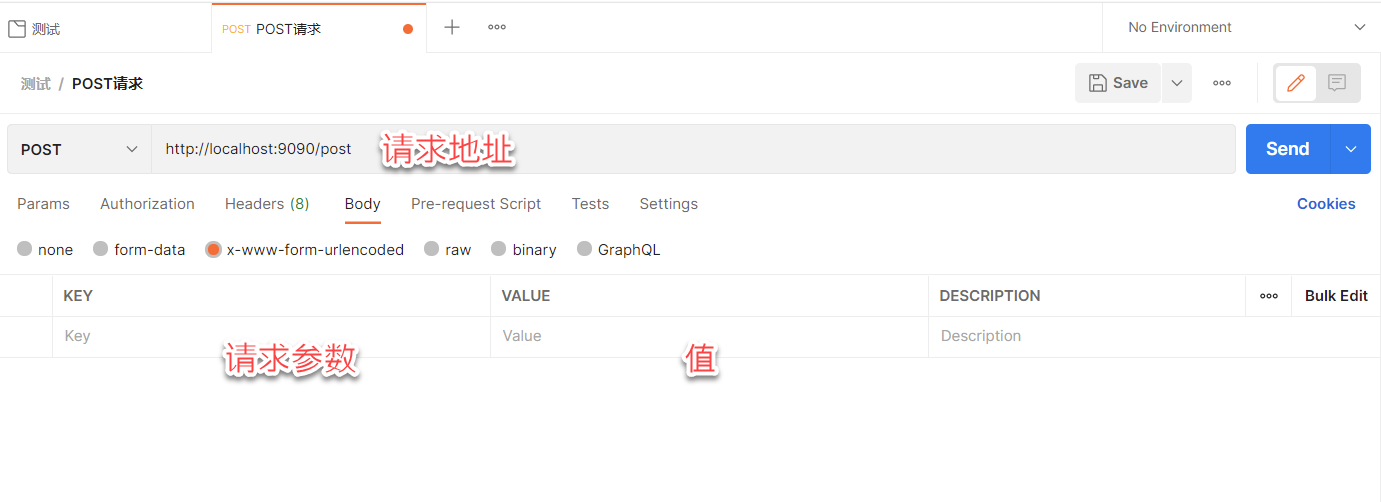 测试
POST POST请求
No Environment
测试 / POST请求
Save
POST
http://localhost:9090/post
请求地址
Send
Params Authorization Headers (8) Body Pre-request Script Tests Settings Cookies
none form-data x-www-form-urlencoded raw binary GraphQL
KEY VALUE DESCRIPTION Bulk Edit
Key Value Description
请求参数 值